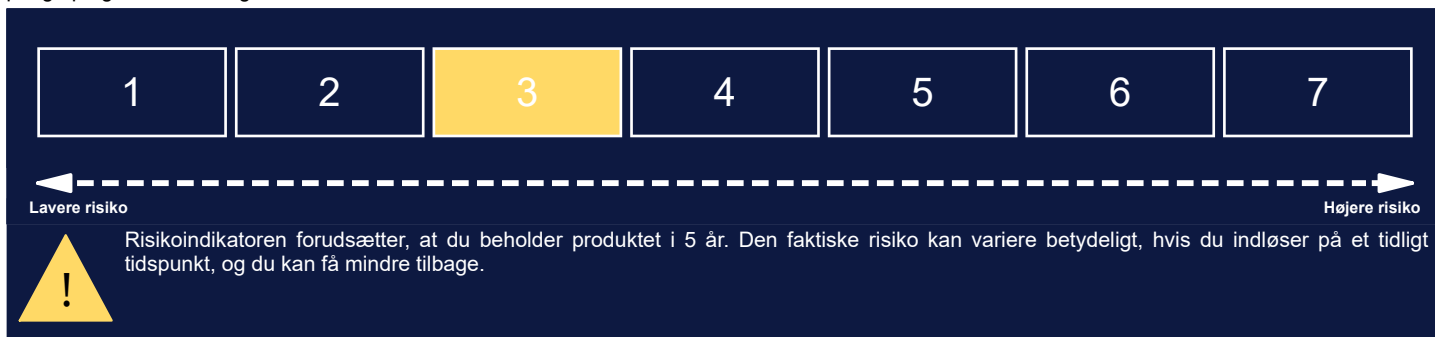 1 2 3 4 5 6 7
Lavere risiko Højere risiko
Risikoindikatoren forudsætter, at du beholder produktet i 5 år. Den faktiske risiko kan variere betydeligt, hvis du indløser på et tidligt
tidspunkt, og du kan få mindre tilbage.
!